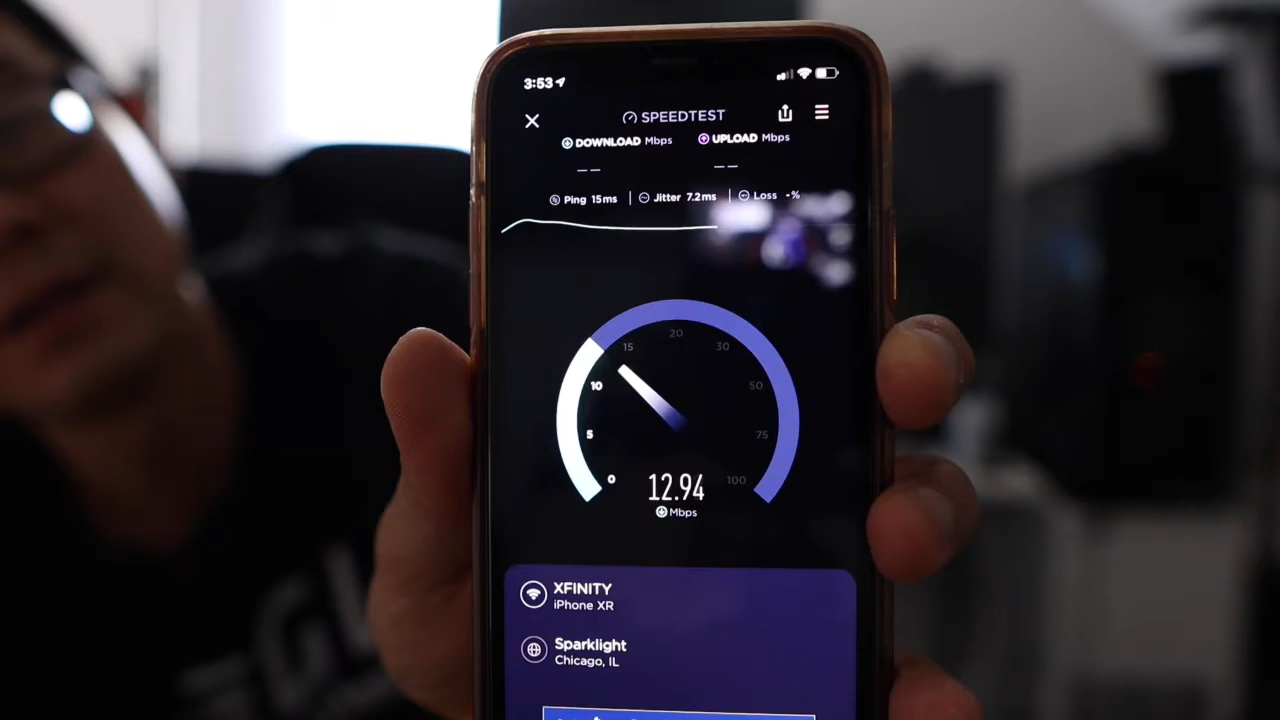 3:53
SPEEDTEST
DOWNLOAD Mbps UPLOAD Mbps
-- --
Ping 15ms | Jitter 7.2ms | Loss -%
20
15 30
10 50
5 75
0 100
12.94
Mbps
XFINITY
iPhone XR
Sparklight
Chicago, IL